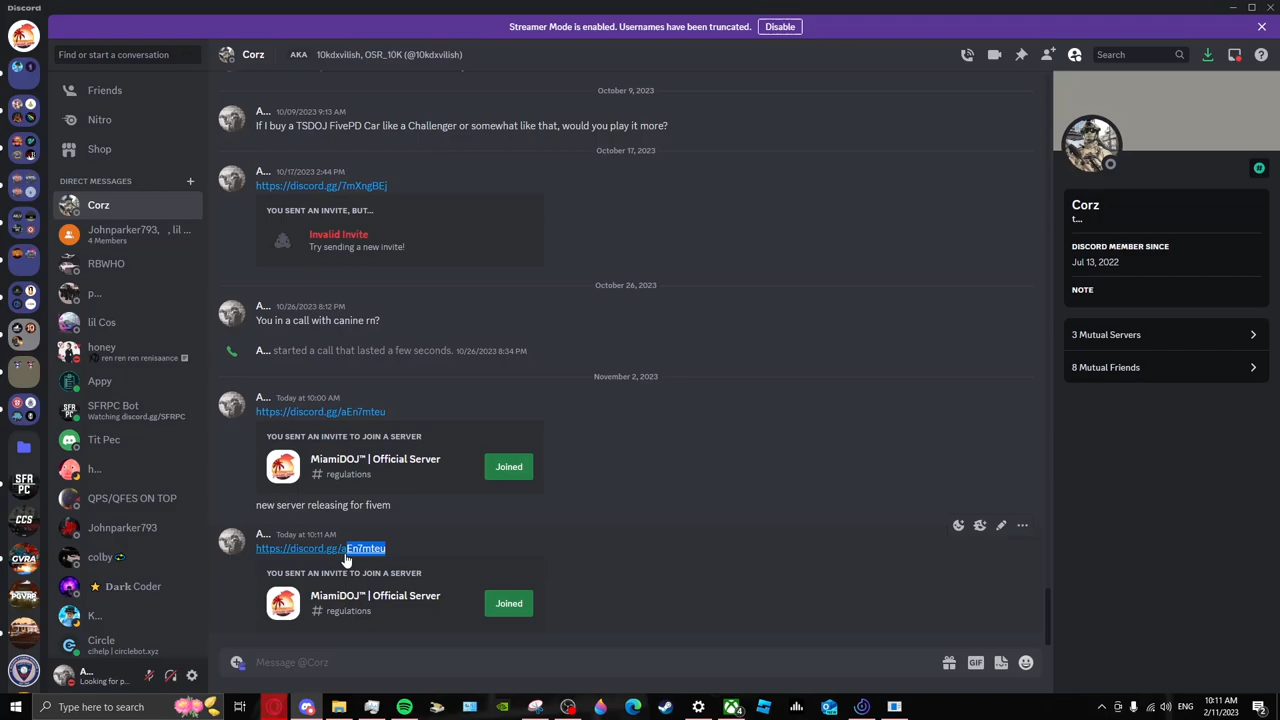 Discord
Streamer Mode is enabled. Usernames have been truncated.
Disable
Find or start a conversation
Corz
AKA
10kdxvilish, OSR_10K (@10kdxvilish)
Search
Friends
Nitro
Shop
DIRECT MESSAGES
Corz
Johnparker793, , lil ...
4 Members
RBWHO
p...
lil Cos
honey
ren ren ren renisaance
Appy
SFRPC Bot
Watching discord.gg/SFRPC
Tit Pec
h...
QPS/QFES ON TOP
Johnparker793
colby
Dark Coder
K...
Circle
c|help | circlebot.xyz
A...
Looking for p...
October 9, 2023
A... 10/09/2023 9:13 AM
If I buy a TSDOJ FivePD Car like a Challenger or somewhat like that, would you play it more?
October 17, 2023
A... 10/17/2023 2:44 PM
https://discord.gg/7mXngBEj
YOU SENT AN INVITE, BUT...
Invalid Invite
Try sending a new invite!
October 26, 2023
A... 10/26/2023 8:12 PM
You in a call with canine rn?
A... started a call that lasted a few seconds. 10/26/2023 8:34 PM
November 2, 2023
A... Today at 10:00 AM
https://discord.gg/aEn7mteu
YOU SENT AN INVITE TO JOIN A SERVER
MiamiDOJ™ | Official Server
regulations
Joined
new server releasing for fivem
A... Today at 10:11 AM
https://discord.gg/aEn7mteu
YOU SENT AN INVITE TO JOIN A SERVER
MiamiDOJ™ | Official Server
regulations
Joined
Message @Corz
GIF
Corz
t...
DISCORD MEMBER SINCE
Jul 13, 2022
NOTE
3 Mutual Servers
8 Mutual Friends
SFR
PC
CCS
GVRA
PGVRP
Type here to search
ENG
10:11 AM
2/11/2023